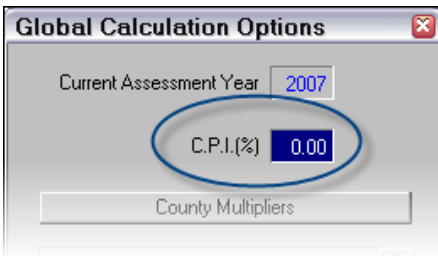 Global Calculation Options
Current Assessment Year 2007
C.P.I.(%) 0.00
County Multipliers